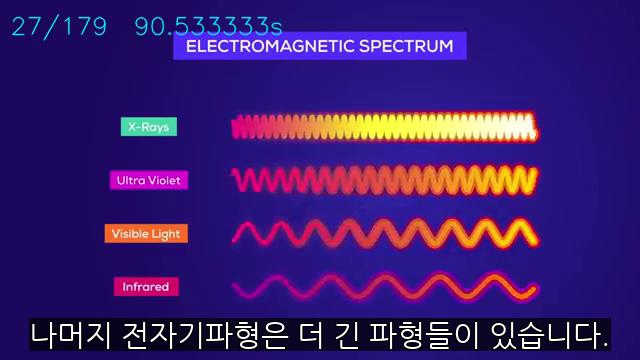 27/179 90.533333s
ELECTROMAGNETIC SPECTRUM
X-Rays
Ultra Violet
Visible Light
Infrared
나머지 전자기파형은 더 긴 파형들이 있습니다.